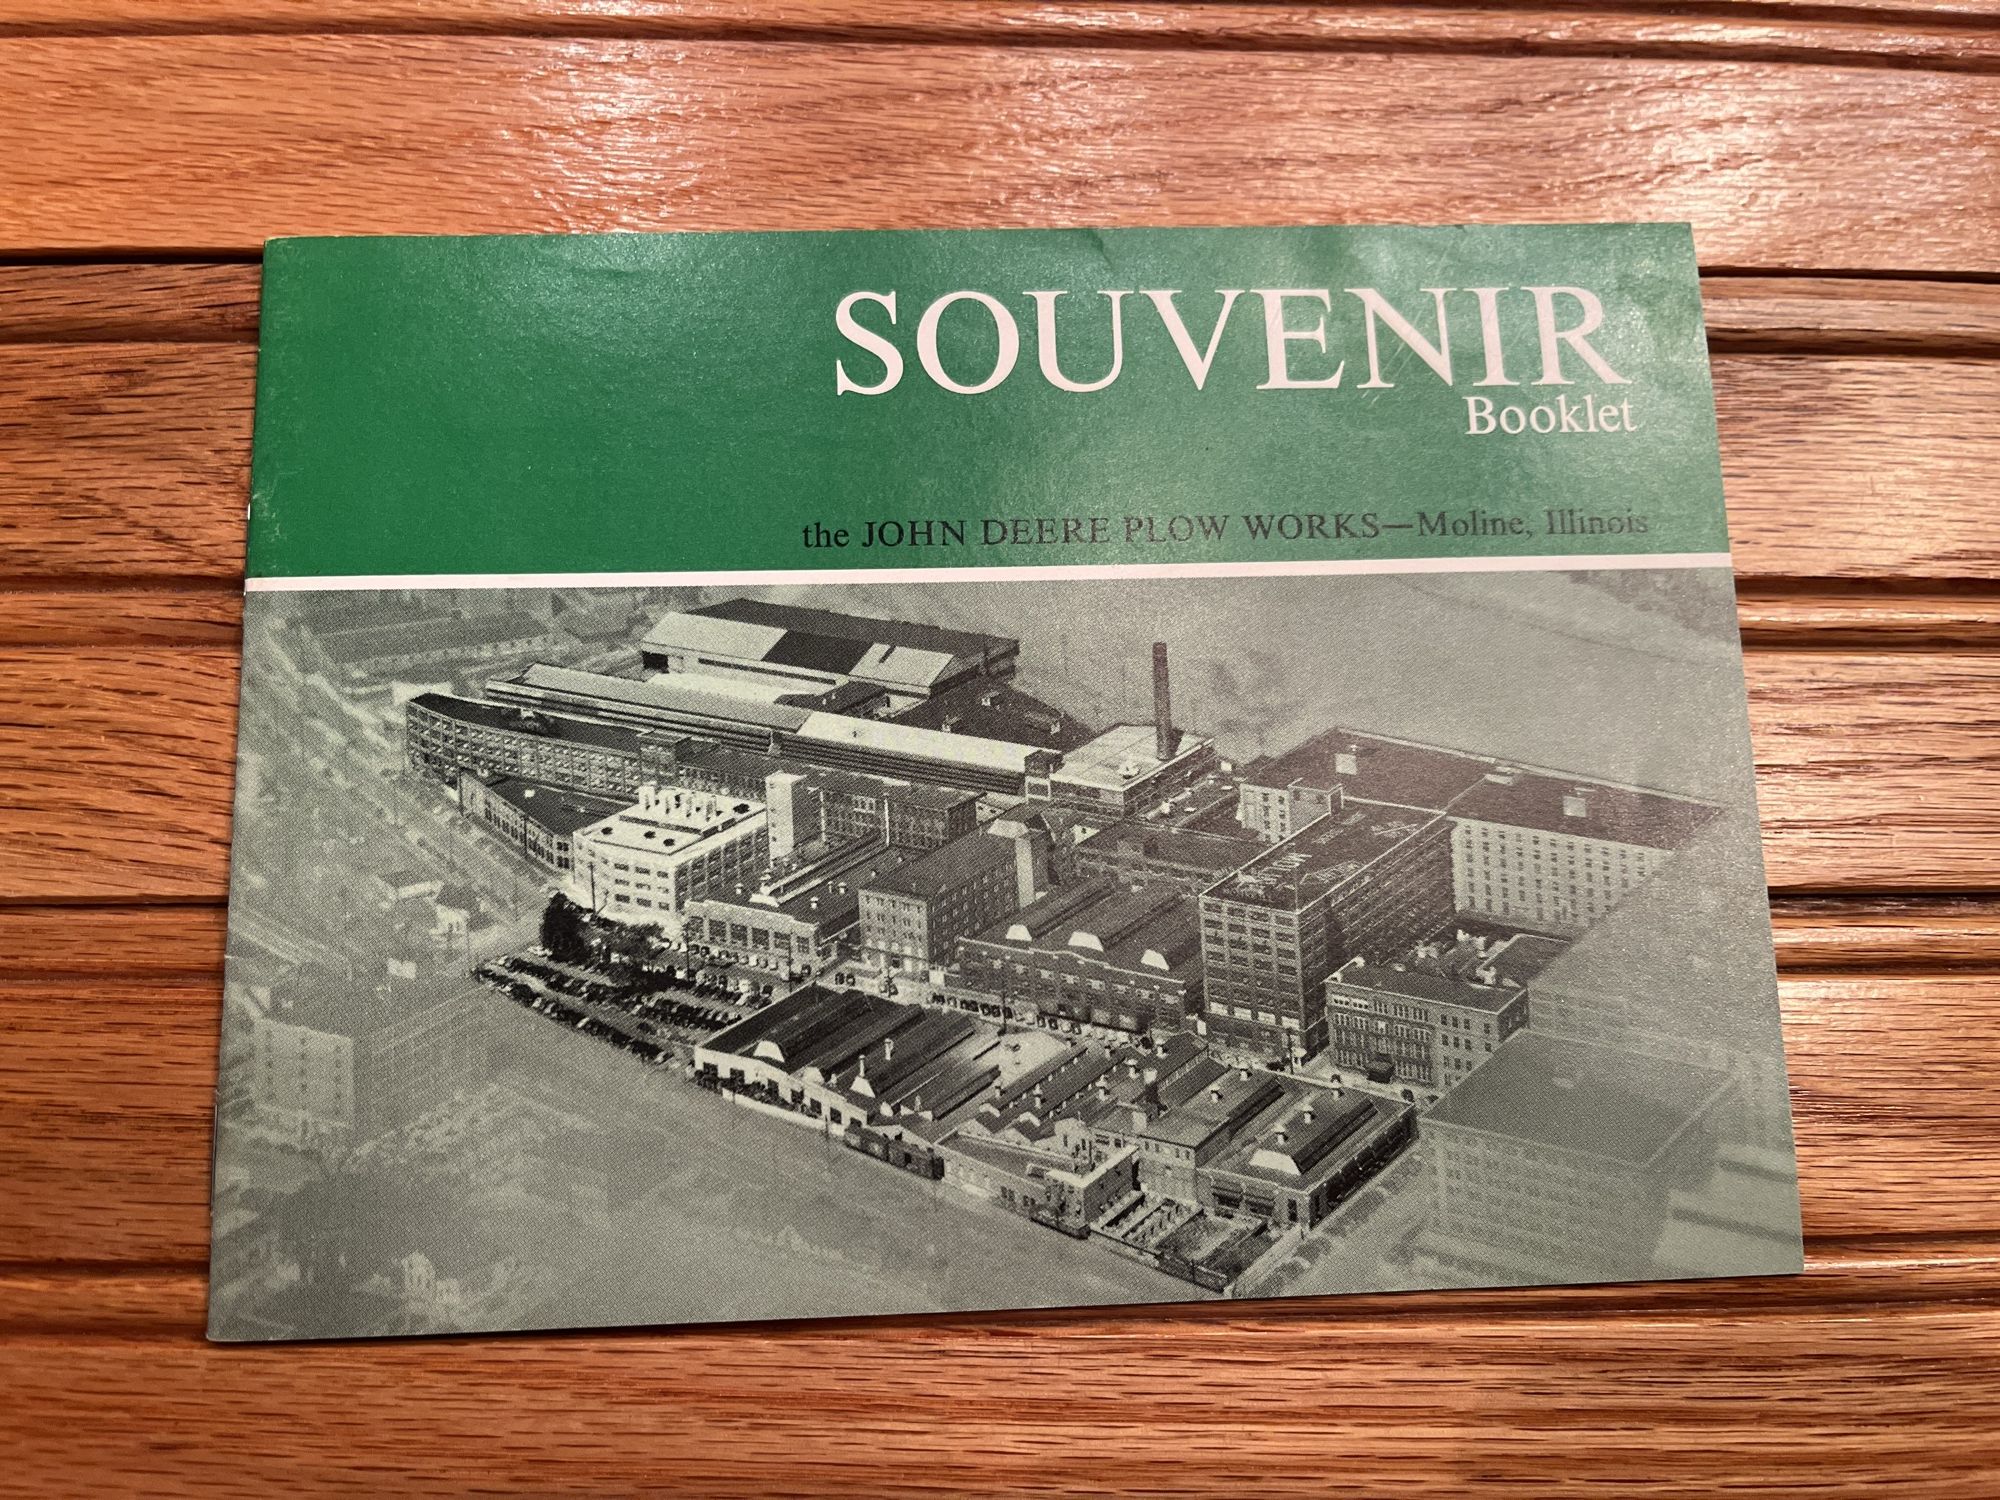 SOUVENIR
Booklet
the JOHN DEERE PLOW WORKS—Moline, Illinois